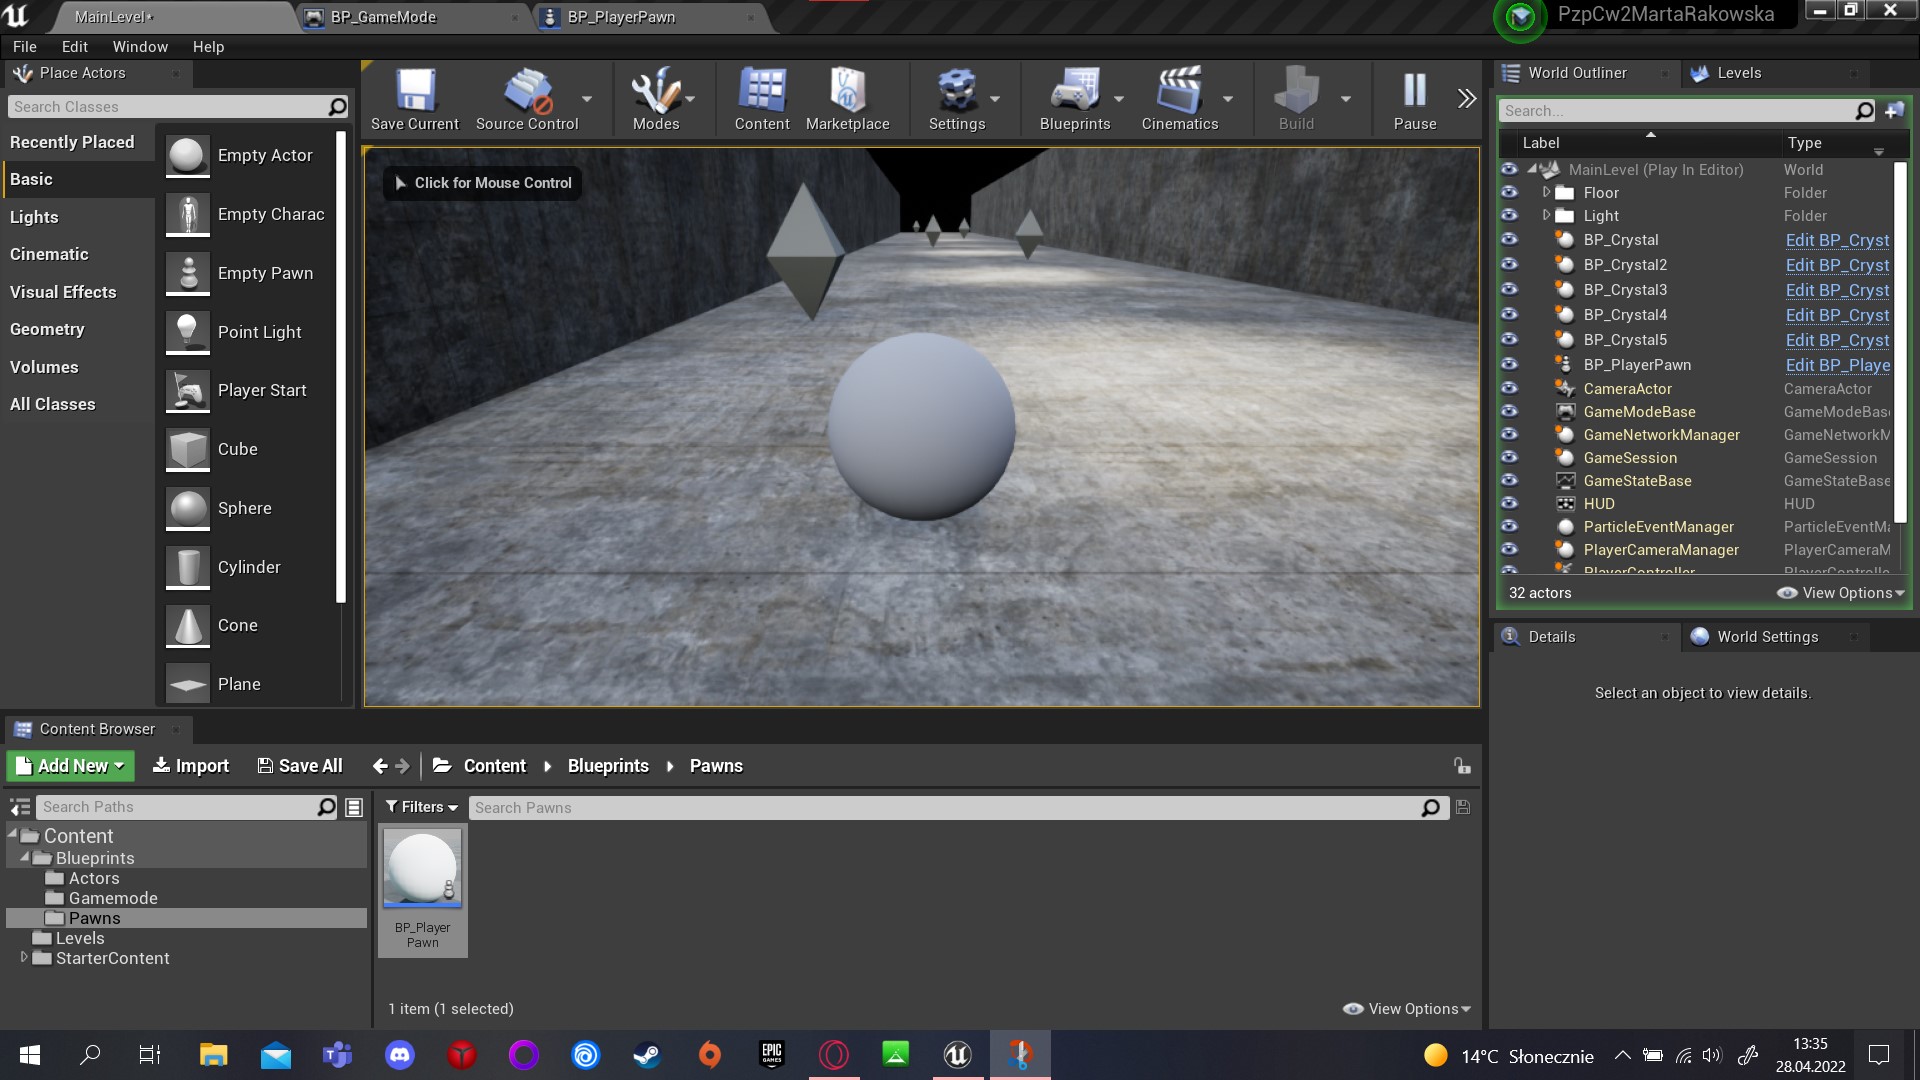 MainLevel•
BP_GameMode
BP_PlayerPawn
PzpCw2MartaRakowska
File
Edit
Window
Help
Place Actors
Search Classes
Recently Placed
Basic
Lights
Cinematic
Visual Effects
Geometry
Volumes
All Classes
Empty Actor
Empty Charac
Empty Pawn
Point Light
Player Start
Cube
Sphere
Cylinder
Cone
Plane
Save Current
Source Control
Modes
Content
Marketplace
Settings
Blueprints
Cinematics
Build
Pause
Click for Mouse Control
World Outliner
Levels
Search...
Label
Type
MainLevel (Play In Editor) World
Floor Folder
Light Folder
BP_Crystal Edit BP_Cryst
BP_Crystal2 Edit BP_Cryst
BP_Crystal3 Edit BP_Cryst
BP_Crystal4 Edit BP_Cryst
BP_Crystal5 Edit BP_Cryst
BP_PlayerPawn Edit BP_Playe
CameraActor CameraActor
GameModeBase GameModeBas
GameNetworkManager GameNetworkM
GameSession GameSession
GameStateBase GameStateBase
HUD HUD
ParticleEventManager ParticleEventMa
PlayerCameraManager PlayerCameraM
PlayerController PlayerControlle
32 actors
View Options
Details
World Settings
Select an object to view details.
Content Browser
Add New
Import
Save All
Content
Blueprints
Pawns
Search Paths
Filters
Search Pawns
Content
Blueprints
Actors
Gamemode
Pawns
Levels
StarterContent
BP_Player
Pawn
1 item (1 selected)
View Options
EPIC
GAMES
14°C Słonecznie
13:35
28.04.2022